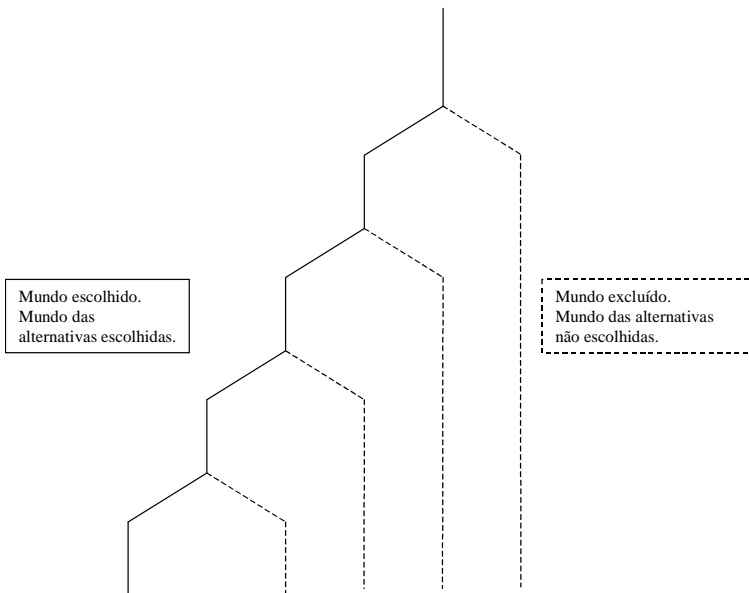 Mundo escolhido.
Mundo das
alternativas escolhidas.
Mundo excluído.
Mundo das alternativas
não escolhidas.